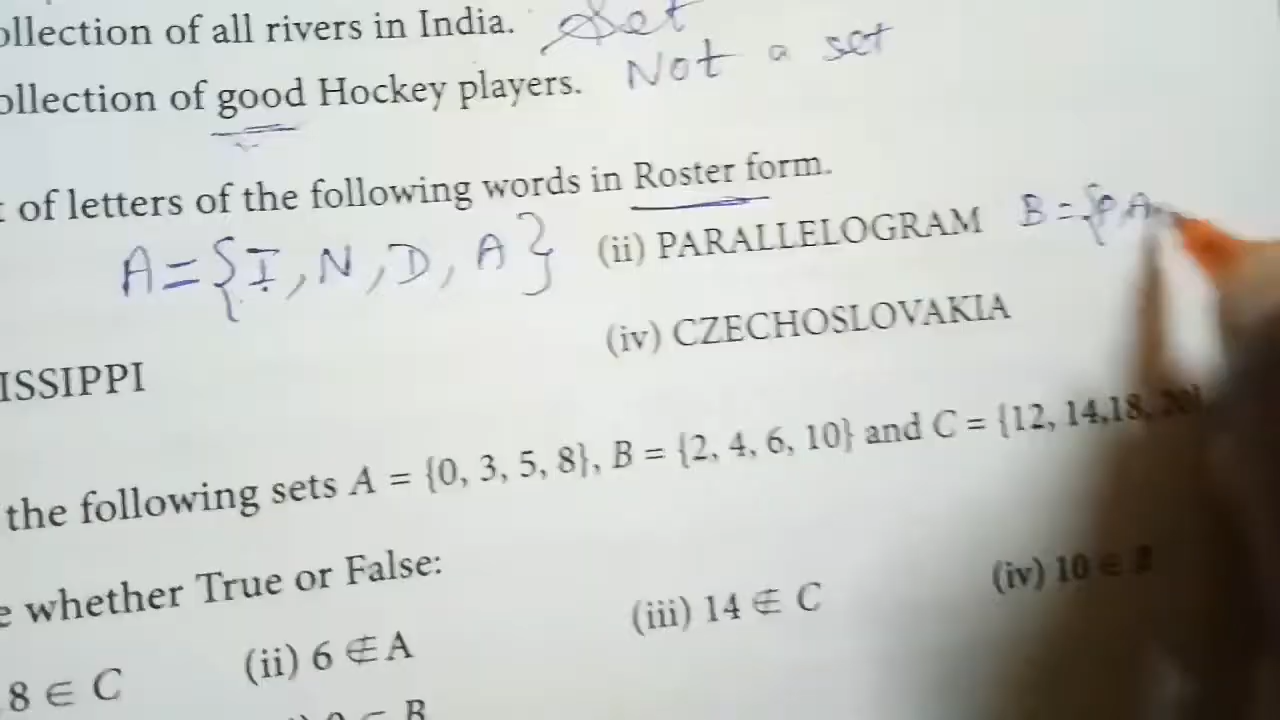 ollection of all rivers in India. Set
ollection of good Hockey players. Not a set
of letters of the following words in Roster form.
A = {I, N, D, A} (ii) PARALLELOGRAM B = {P A
ISSIPPI (iv) CZECHOSLOVAKIA
the following sets A = {0, 3, 5, 8}, B = {2, 4, 6, 10} and C = {12, 14,18, 20}
e whether True or False:
8 ∈ C (ii) 6 ∉ A (iii) 14 ∉ C (iv) 10 ∈
B